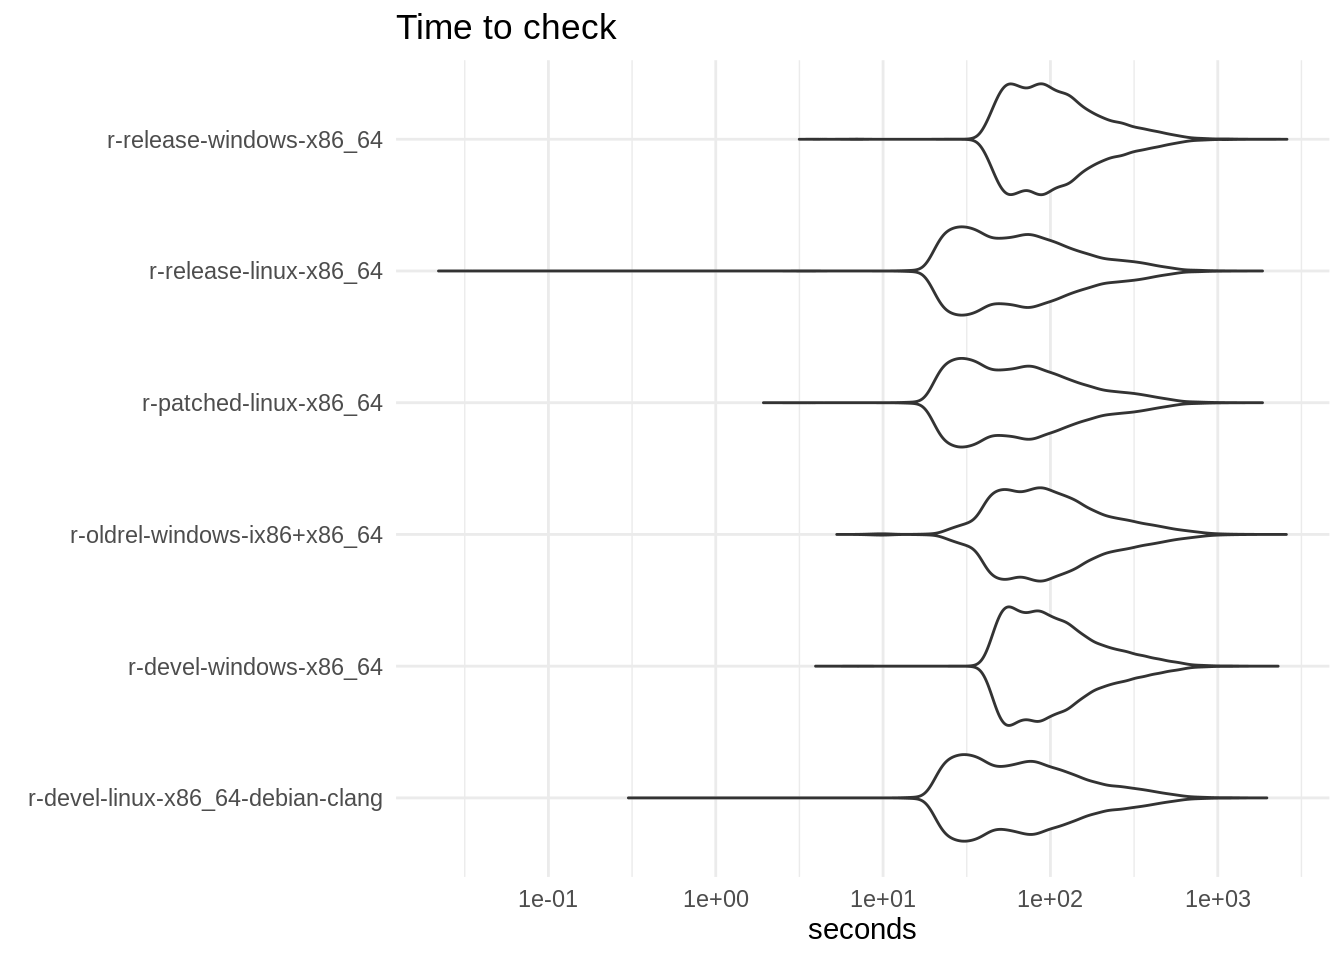 Time to check
r-release-windows-x86_64
r-release-linux-x86_64
r-patched-linux-x86_64
r-oldrel-windows-ix86+x86_64
r-devel-windows-x86_64
r-devel-linux-x86_64-debian-clang
1e-01 1e+00 1e+01 1e+02 1e+03
seconds